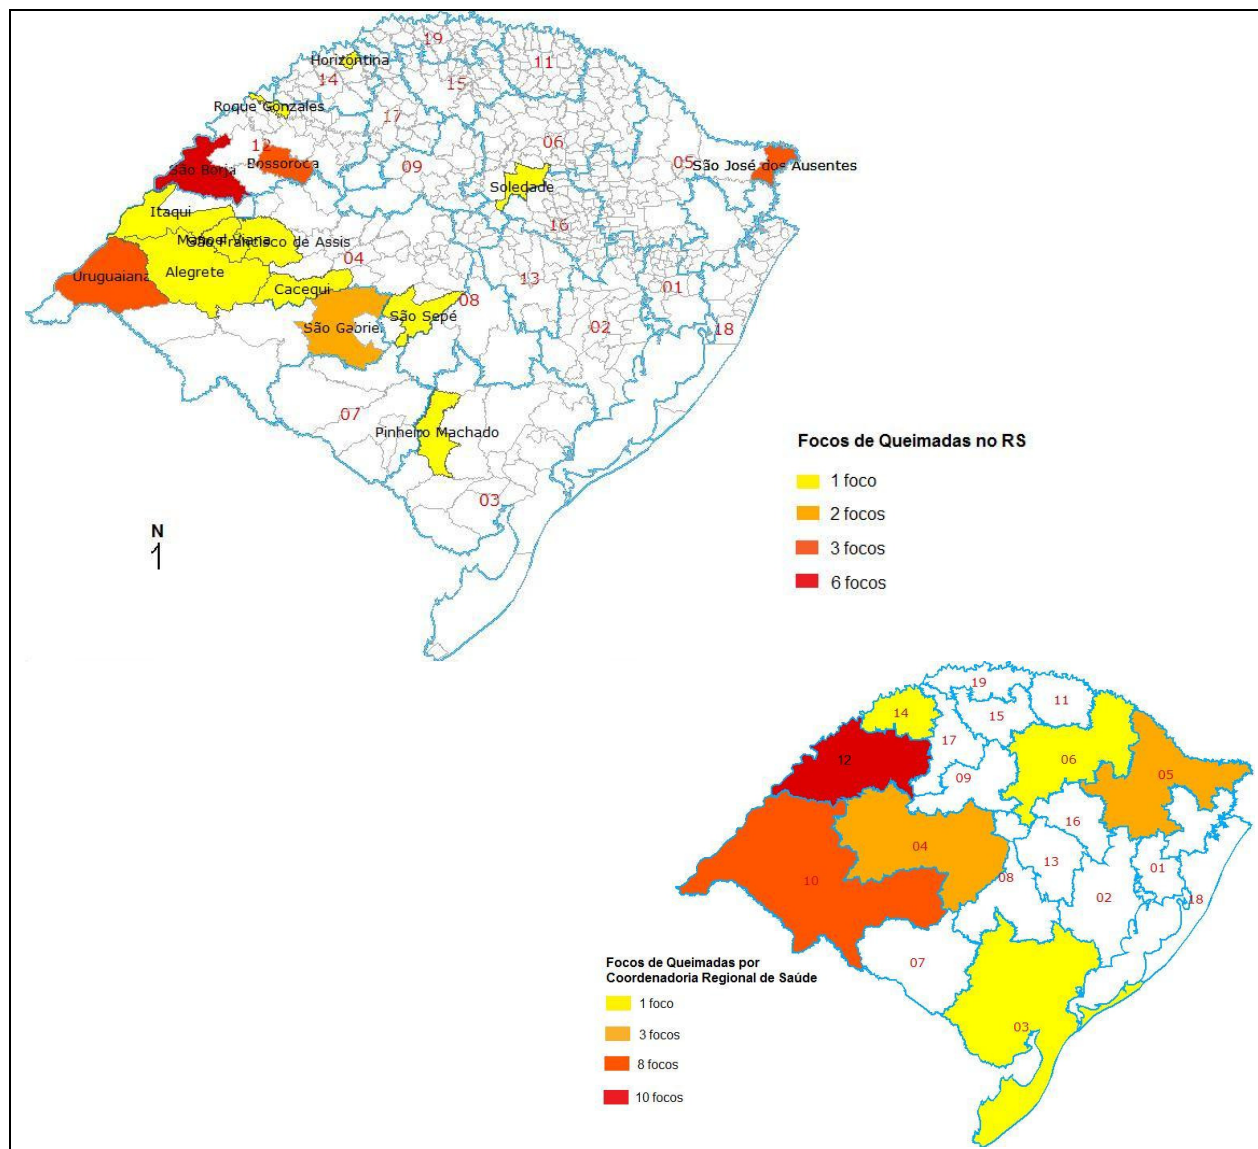 19
Horizontina
11
14
15
Roque Gonzales
17
12
06
Bossoroca
05
São José dos Ausentes
São Borja
09
Soledade
Itaqui
16
Manoel Viana
São Francisco de Assis
04
Uruguaiana
Alegrete
13
Cacequi
01
08
São Sepé
São Gabriel
02
18
07
Pinheiro Machado
03
N
Focos de Queimadas no RS
1 foco
2 focos
3 focos
6 focos
19
11
14
15
17
12
06
05
09
16
04
13
01
10
08
02
18
07
03
Focos de Queimadas por
Coordenadoria Regional de Saúde
1 foco
3 focos
8 focos
10 focos